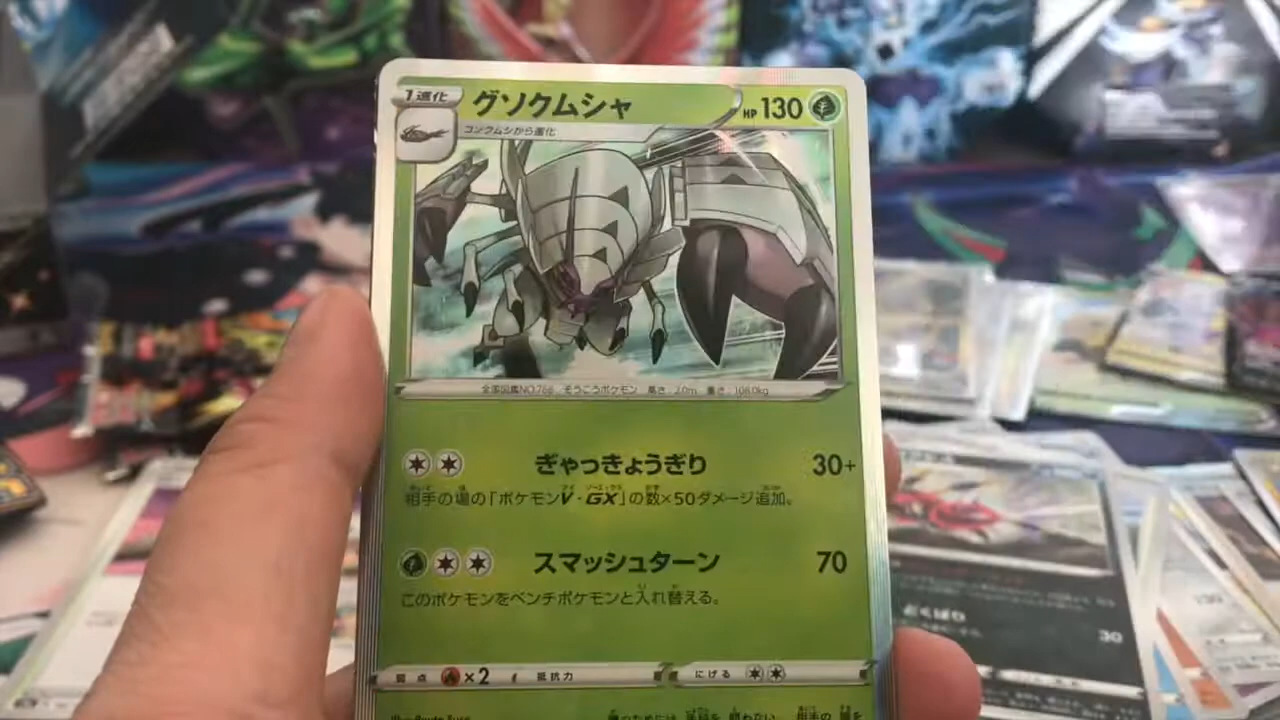 1進化
グソクムシャ
HP 130
コソクムシから進化
全国図鑑NO.768 そうこうポケモン 高さ:2.0m 重さ:108.0kg
ぎゃっきょうぎり 30+
相手の場の「ポケモンV・GX」の数×50ダメージ追加。
スマッシュターン 70
このポケモンをベンチポケモンと入れ替える。
弱点 ×2 抵抗力 にげる
30
130